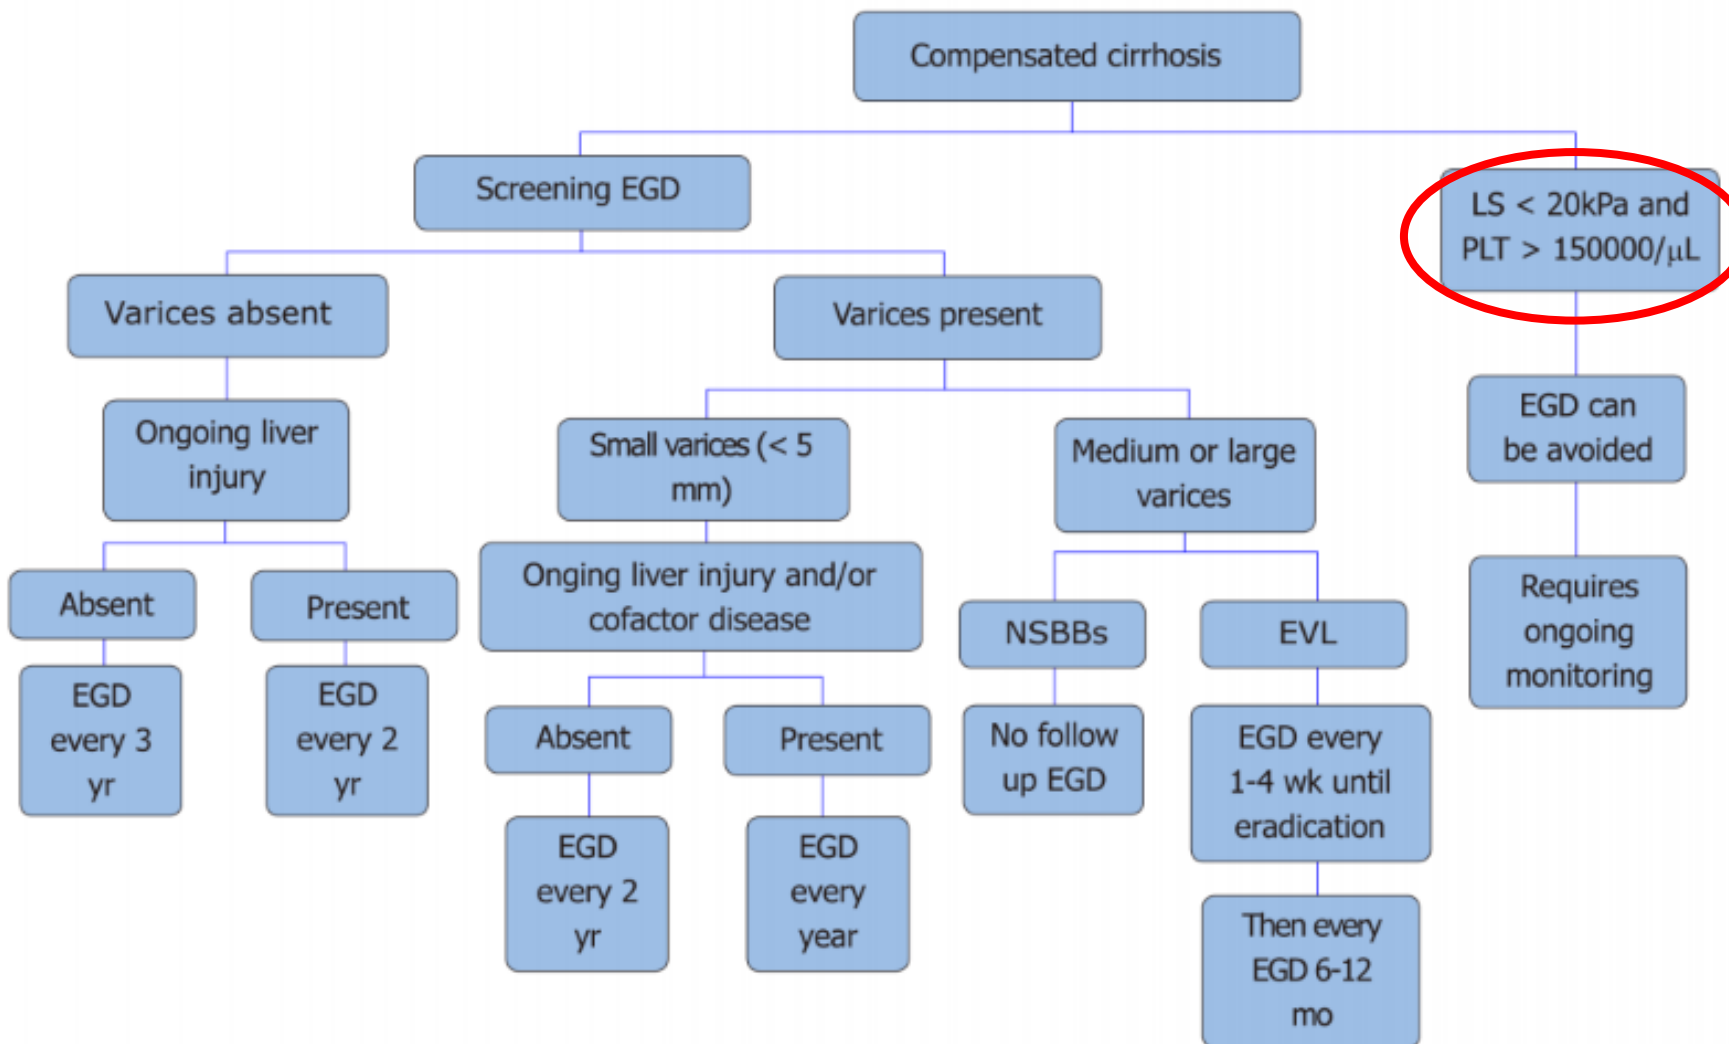 Compensated cirrhosis
Screening EGD
LS < 20kPa and
PLT > 150000/μL
Varices absent
Varices present
Ongoing liver
injury
Small varices (< 5
mm)
Medium or large
varices
EGD can
be avoided
Absent
Present
Onging liver injury and/or
cofactor disease
NSBBs
EVL
Requires
ongoing
monitoring
EGD
every 3
yr
EGD
every 2
yr
Absent
Present
No follow
up EGD
EGD every
1-4 wk until
eradication
EGD
every 2
yr
EGD
every
year
Then every
EGD 6-12
mo